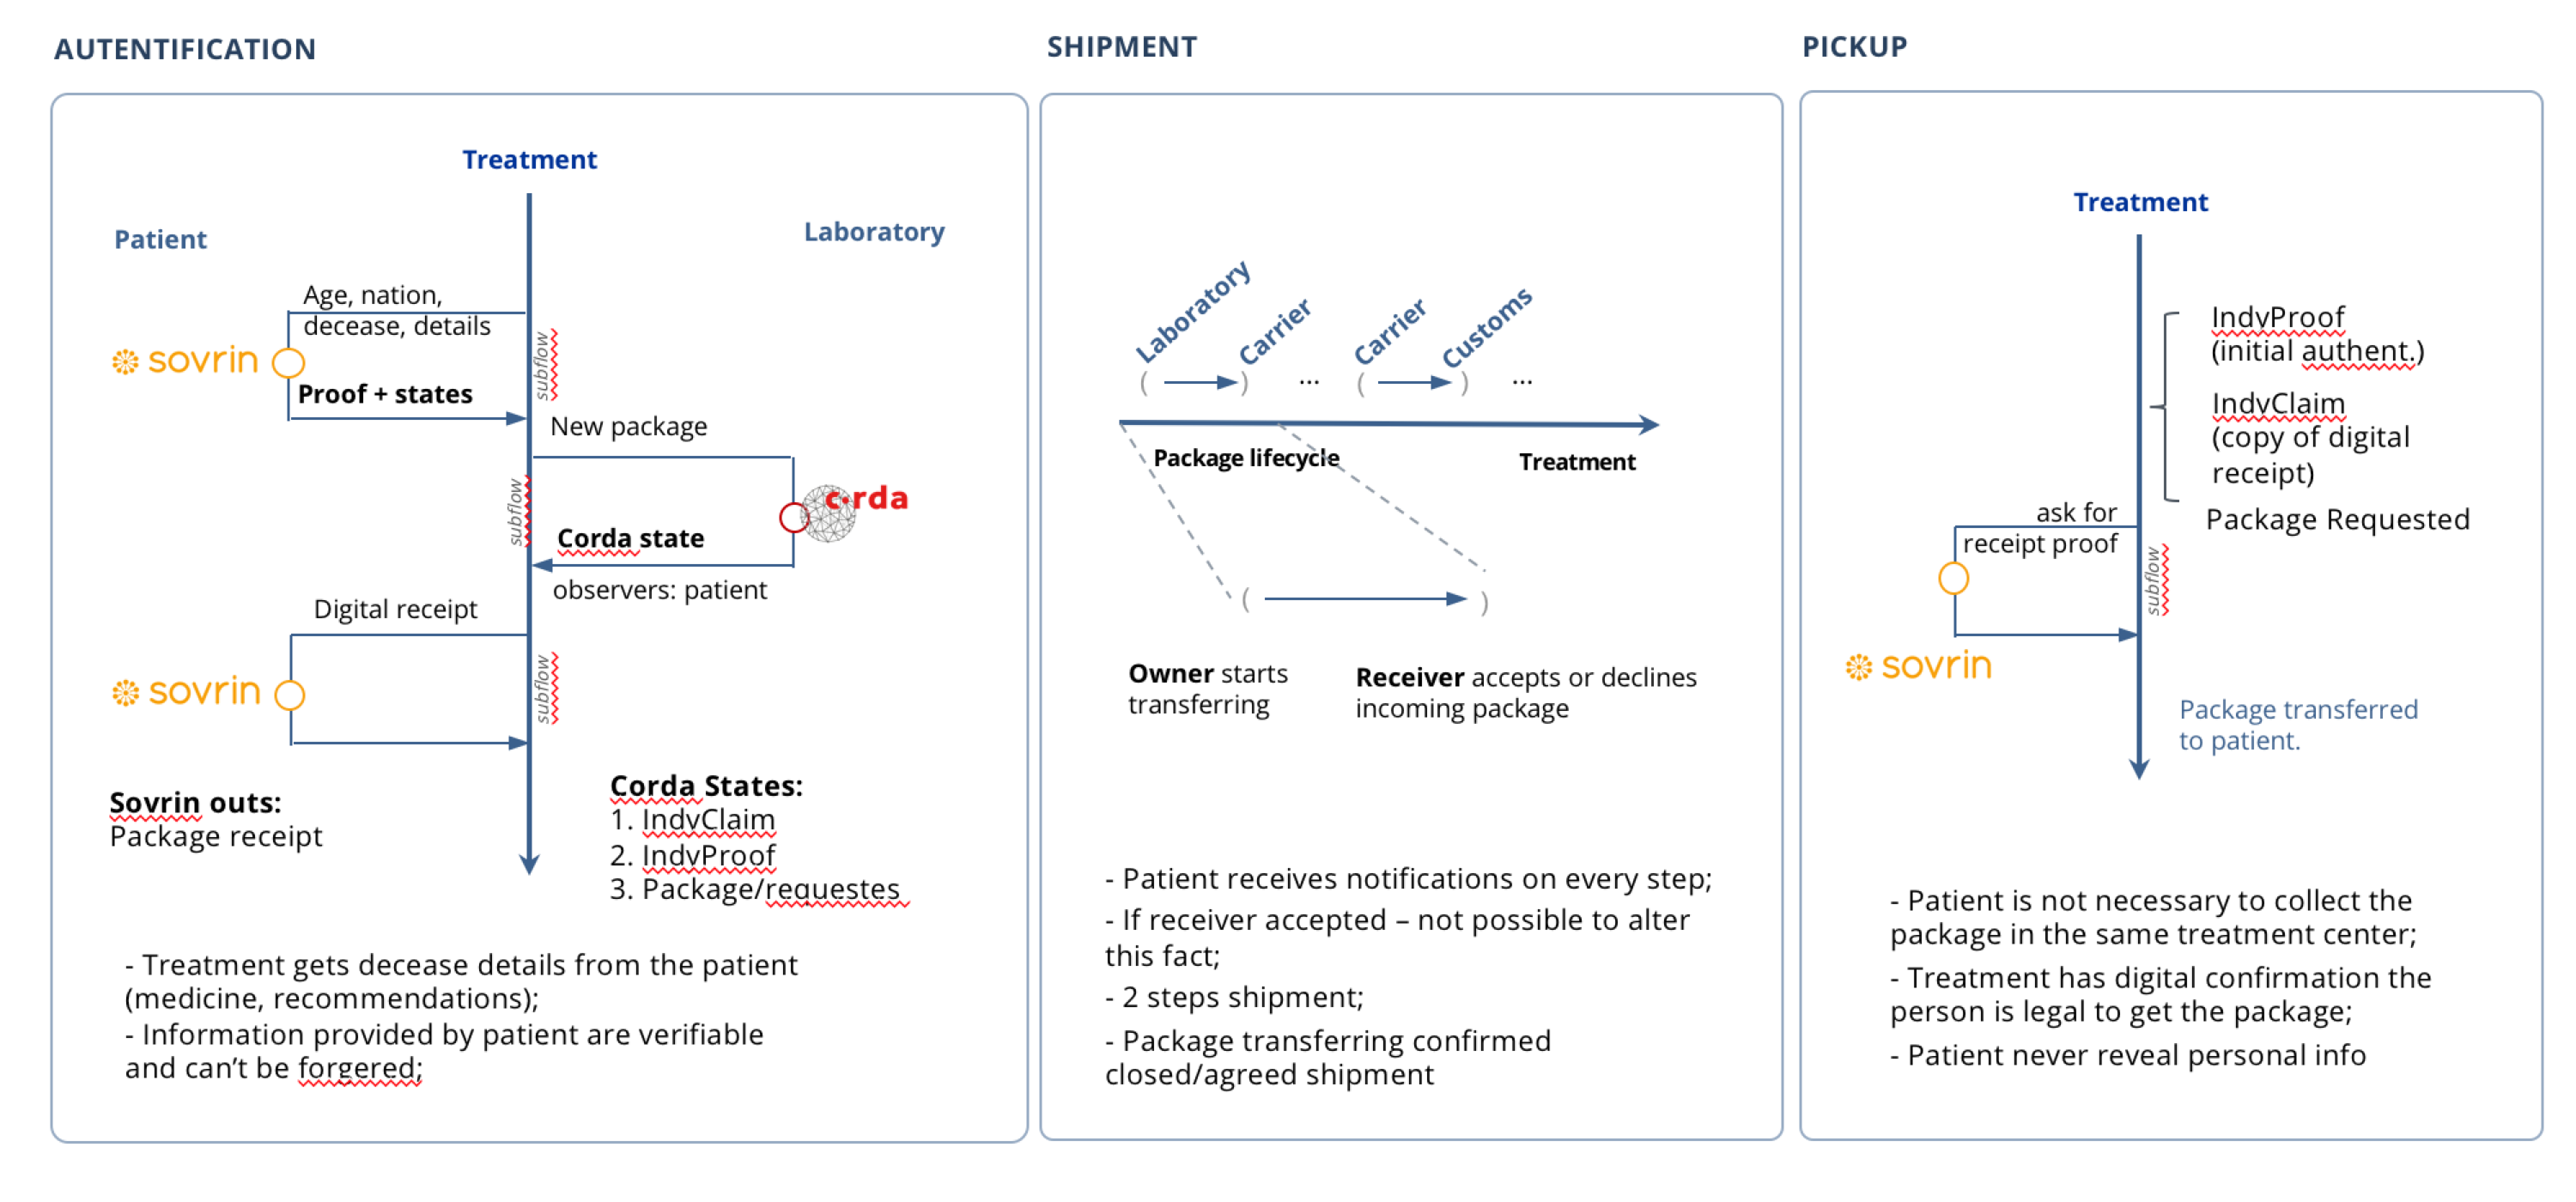 AUTENTIFICATION
Treatment
Patient
Laboratory
Age, nation,
decease, details
sovrin
Proof + states
subflow
New package
subflow
c·rda
Corda state
observers: patient
Digital receipt
sovrin
subflow
Sovrin outs:
Package receipt
Corda States:
1. IndyClaim
2. IndyProof
3. Package/requestes
- Treatment gets decease details from the patient
(medicine, recommendations);
- Information provided by patient are verifiable
and can't be forgered;
SHIPMENT
Laboratory
Carrier
Carrier
Customs
( ) ... ( ) ...
Package lifecycle
Treatment
( )
Owner starts
transferring
Receiver accepts or declines
incoming package
- Patient receives notifications on every step;
- If receiver accepted – not possible to alter
this fact;
- 2 steps shipment;
- Package transferring confirmed
closed/agreed shipment
PICKUP
Treatment
IndyProof
(initial authent.)
IndyClaim
(copy of digital
receipt)
Package Requested
ask for
receipt proof
subflow
sovrin
Package transferred
to patient.
- Patient is not necessary to collect the
package in the same treatment center;
- Treatment has digital confirmation the
person is legal to get the package;
- Patient never reveal personal info